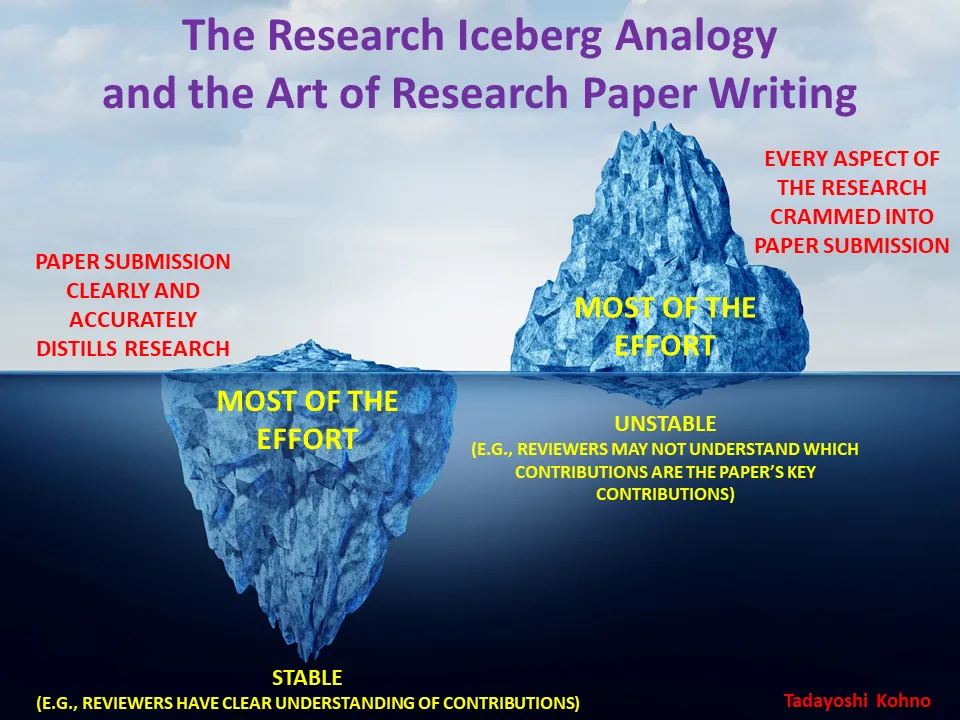 The Research Iceberg Analogy
and the Art of Research Paper Writing
PAPER SUBMISSION
CLEARLY AND
ACCURATELY
DISTILLS RESEARCH
MOST OF THE
EFFORT
STABLE
(E.G., REVIEWERS HAVE CLEAR UNDERSTANDING OF CONTRIBUTIONS)
EVERY ASPECT OF
THE RESEARCH
CRAMMED INTO
PAPER SUBMISSION
MOST OF THE
EFFORT
UNSTABLE
(E.G., REVIEWERS MAY NOT UNDERSTAND WHICH
CONTRIBUTIONS ARE THE PAPER’S KEY
CONTRIBUTIONS)
Tadayoshi Kohno